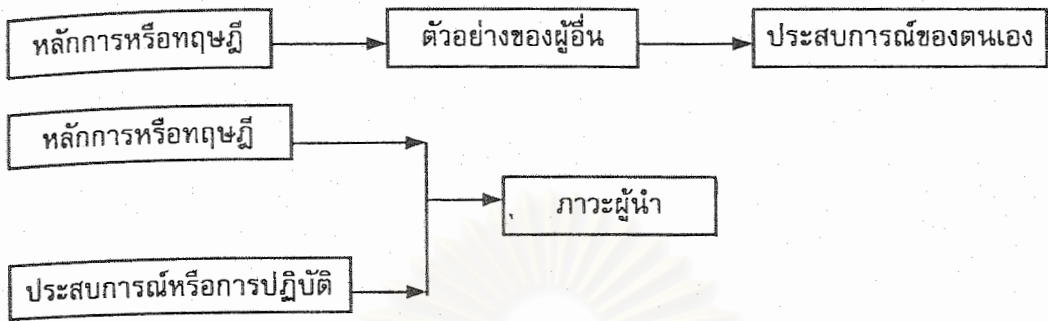 หลักการหรือทฤษฎี ตัวอย่างของผู้อื่น ประสบการณ์ของตนเอง
หลักการหรือทฤษฎี
ภาวะผู้นำ
ประสบการณ์หรือการปฏิบัติ